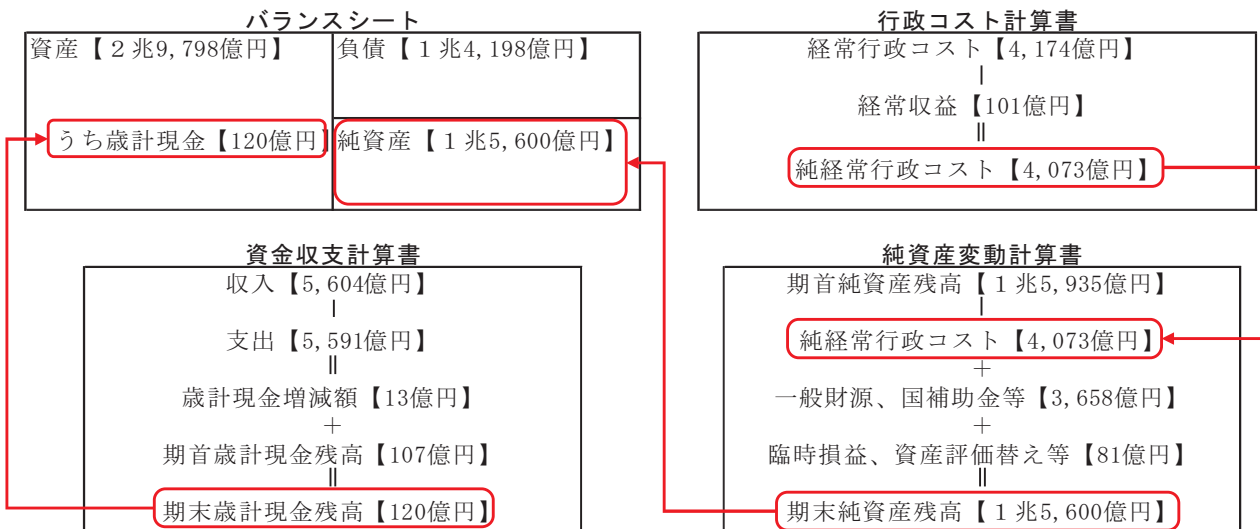 バランスシート
資産【２兆9,798億円】
負債【１兆4,198億円】
うち歳計現金【120億円】
純資産【１兆5,600億円】
行政コスト計算書
経常行政コスト【4,174億円】
－
経常収益【101億円】
＝
純経常行政コスト【4,073億円】
資金収支計算書
収入【5,604億円】
－
支出【5,591億円】
＝
歳計現金増減額【13億円】
＋
期首歳計現金残高【107億円】
＝
期末歳計現金残高【120億円】
純資産変動計算書
期首純資産残高【１兆5,935億円】
－
純経常行政コスト【4,073億円】
＋
一般財源、国補助金等【3,658億円】
＋
臨時損益、資産評価替え等【81億円】
＝
期末純資産残高【１兆5,600億円】